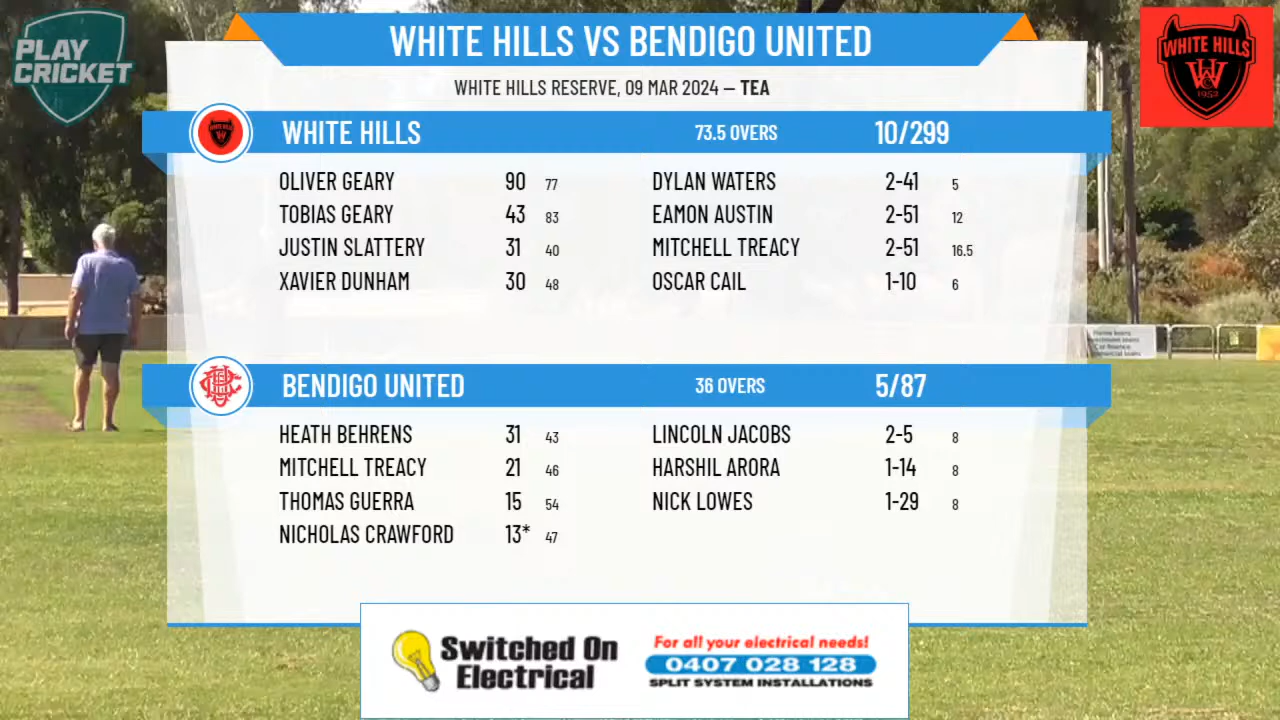 PLAY
CRICKET
WHITE HILLS VS BENDIGO UNITED
WHITE HILLS RESERVE, 09 MAR 2024 – TEA
WHITE HILLS
1952
WHITE HILLS 73.5 OVERS 10/299
OLIVER GEARY 90 77 DYLAN WATERS 2-41 5
TOBIAS GEARY 43 83 EAMON AUSTIN 2-51 12
JUSTIN SLATTERY 31 40 MITCHELL TREACY 2-51 16.5
XAVIER DUNHAM 30 48 OSCAR CAIL 1-10 6
BENDIGO UNITED 36 OVERS 5/87
HEATH BEHRENS 31 43 LINCOLN JACOBS 2-5 8
MITCHELL TREACY 21 46 HARSHIL ARORA 1-14 8
THOMAS GUERRA 15 54 NICK LOWES 1-29 8
NICHOLAS CRAWFORD 13* 47
Switched On
Electrical
For all your electrical needs!
0407 028 128
SPLIT SYSTEM INSTALLATIONS